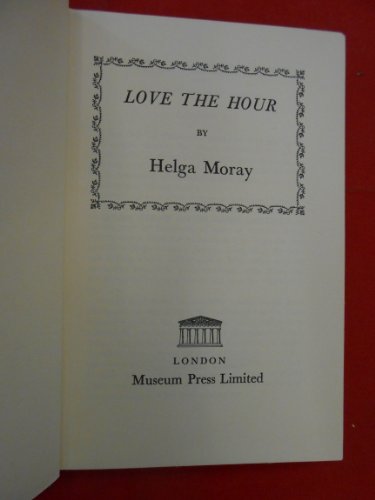 LOVE THE HOUR
BY
Helga Moray
LONDON
Museum Press Limited